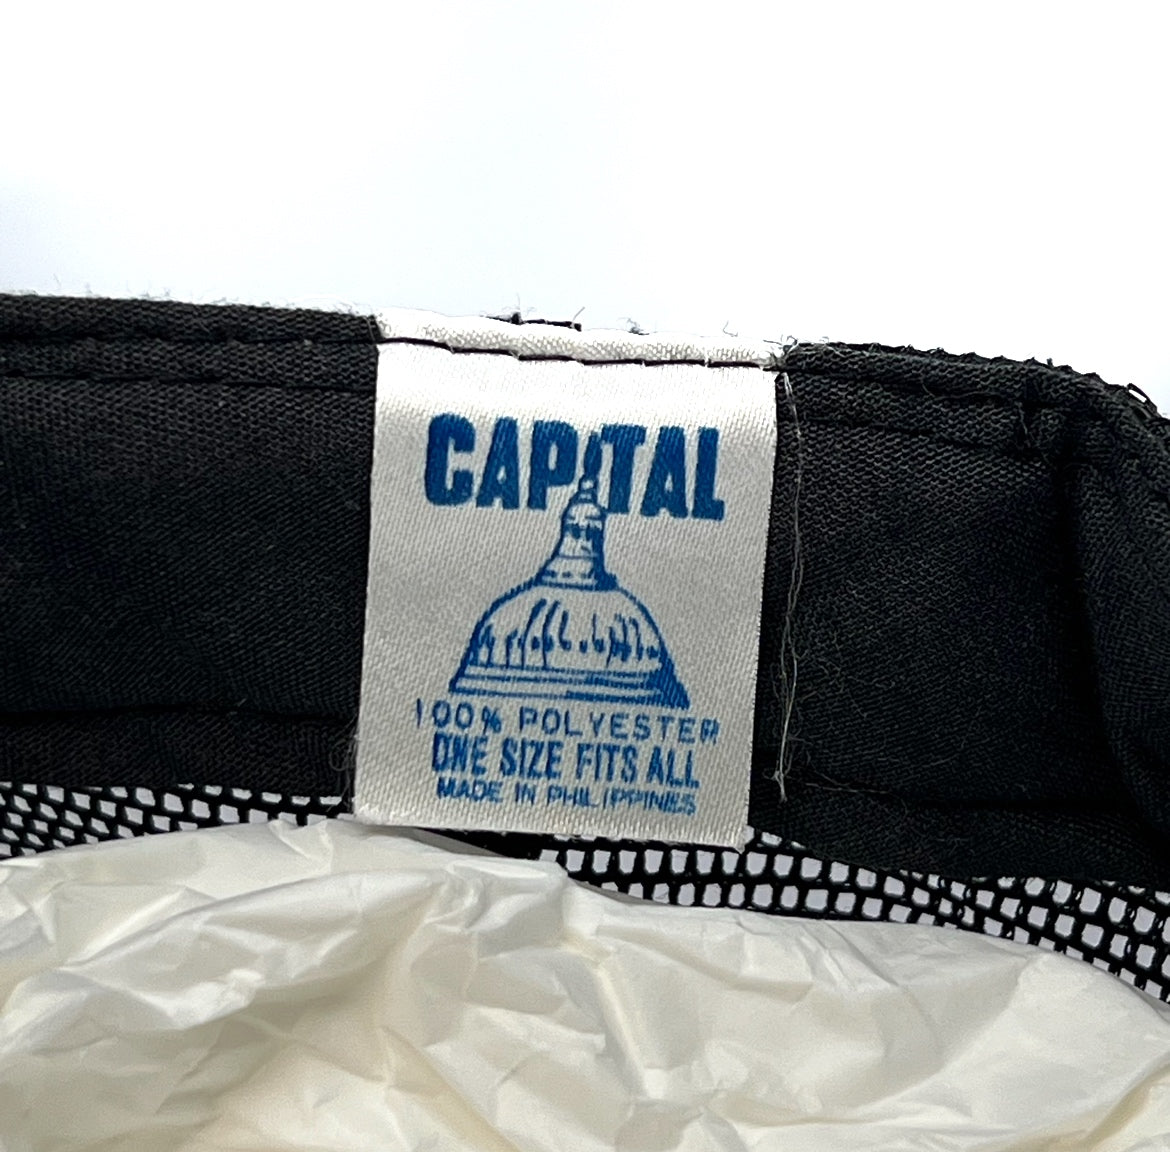 CAPITAL
100% POLYESTER
ONE SIZE FITS ALL
MADE IN PHILIPPINES